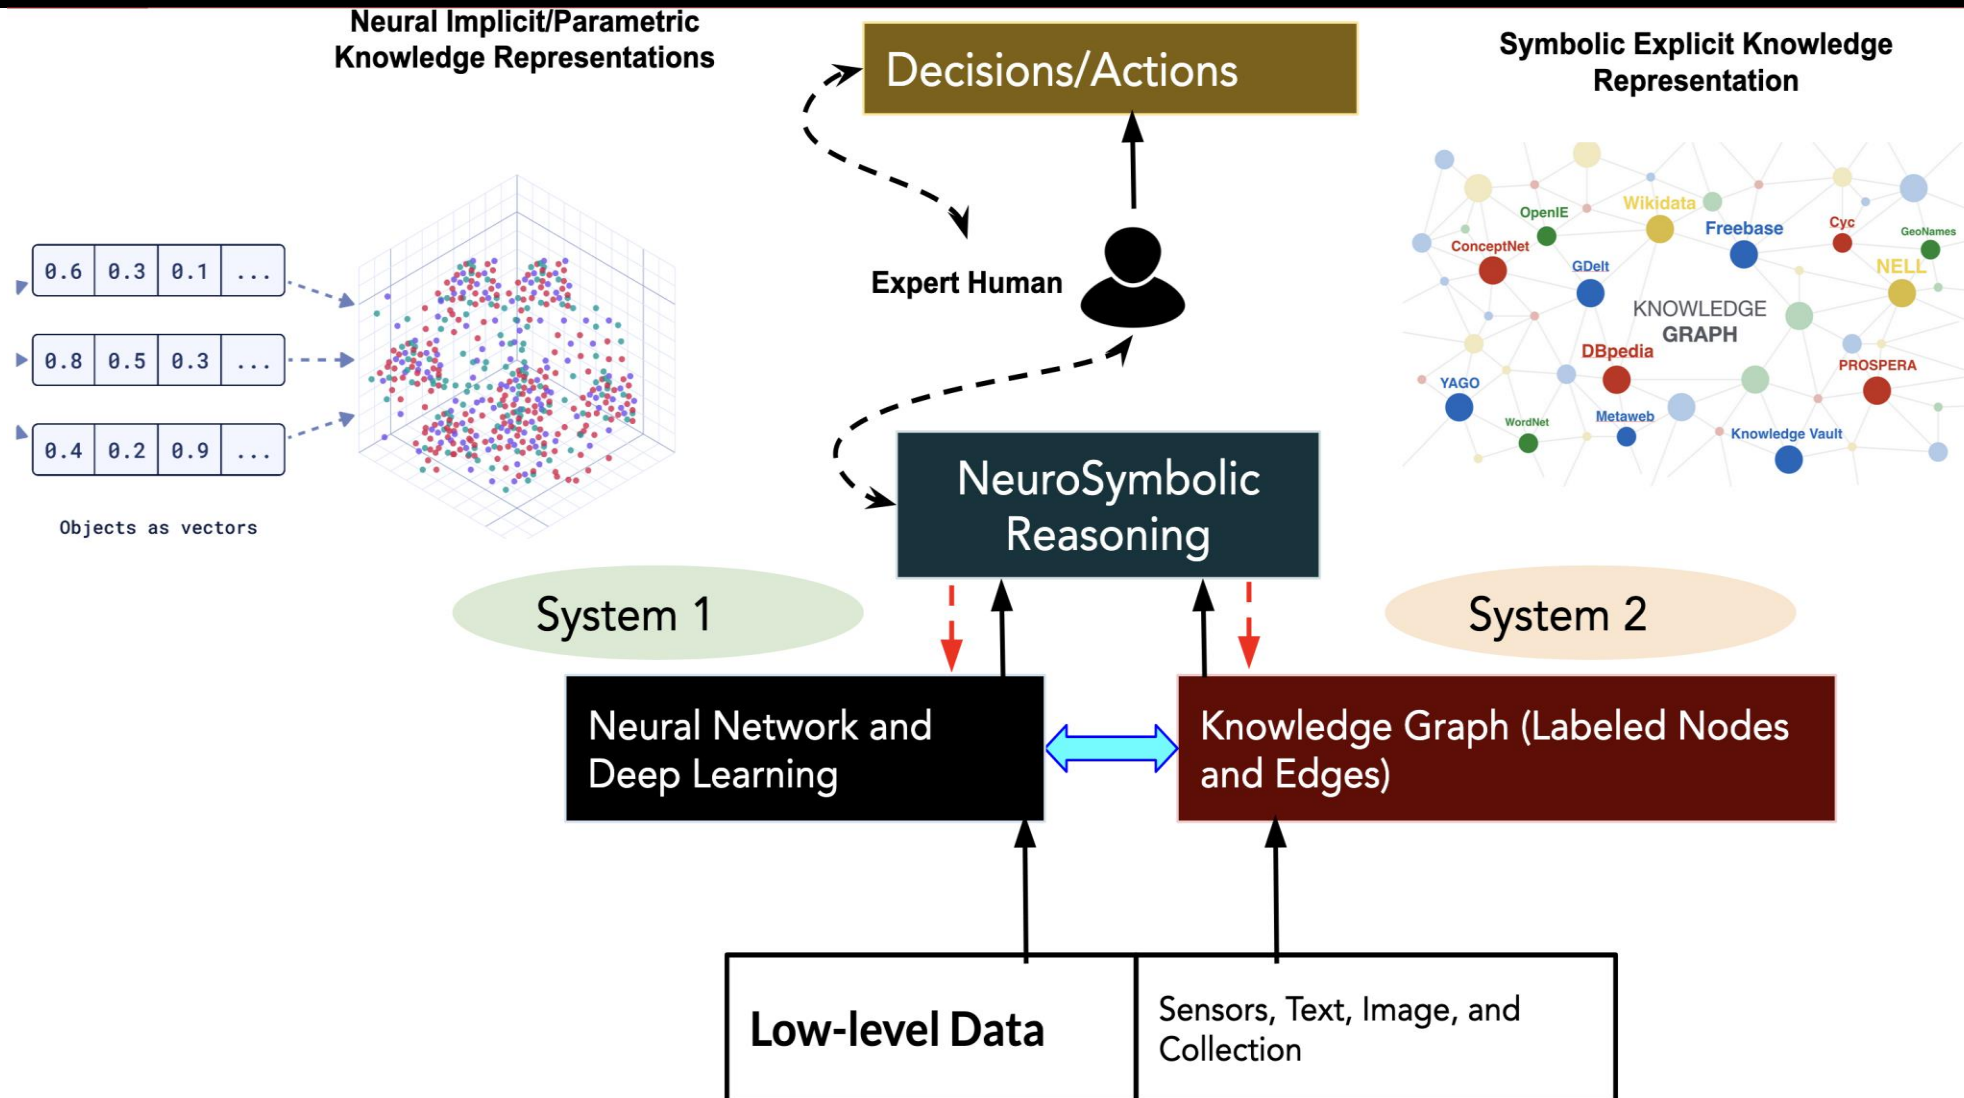 Neural Implicit/Parametric
Knowledge Representations
Decisions/Actions
Symbolic Explicit Knowledge
Representation
0.6 0.3 0.1 ...
0.8 0.5 0.3 ...
0.4 0.2 0.9 ...
Objects as vectors
Expert Human
OpenIE
Wikidata
Freebase
Cyc
GeoNames
ConceptNet
GDelt
NELL
KNOWLEDGE
GRAPH
DBpedia
PROSPERA
YAGO
WordNet
Metaweb
Knowledge Vault
NeuroSymbolic
Reasoning
System 1
System 2
Neural Network and
Deep Learning
Knowledge Graph (Labeled Nodes
and Edges)
Low-level Data
Sensors, Text, Image, and
Collection